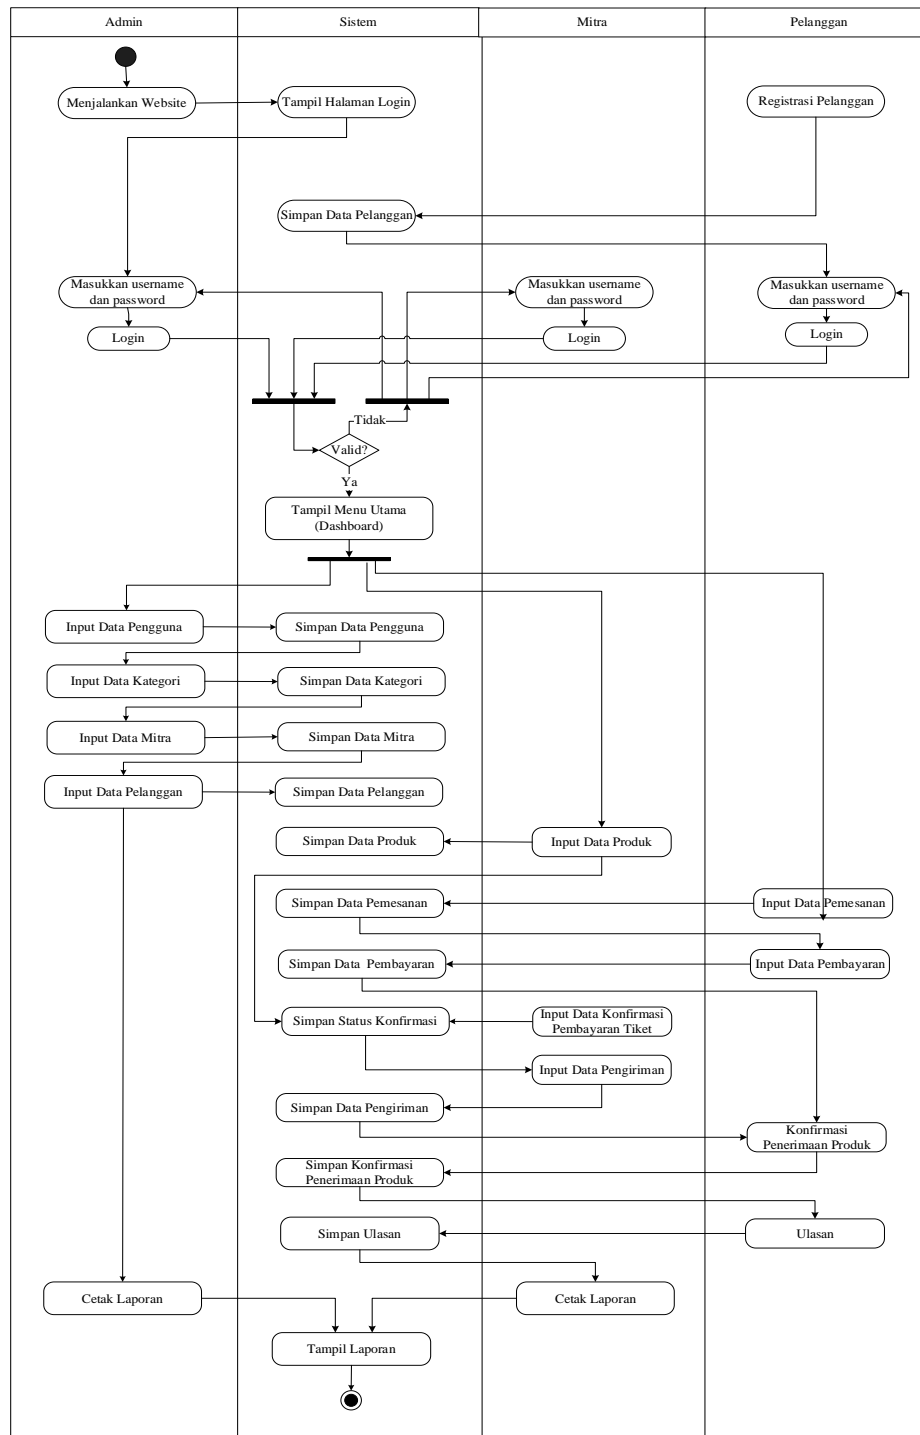 Admin
Sistem
Mitra
Pelanggan
Menjalankan Website
Tampil Halaman Login
Registrasi Pelanggan
Simpan Data Pelanggan
Masukkan username
dan password
Masukkan username
dan password
Masukkan username
dan password
Login
Login
Login
Tidak
Valid?
Ya
Tampil Menu Utama
(Dashboard)
Input Data Pengguna
Simpan Data Pengguna
Input Data Kategori
Simpan Data Kategori
Input Data Mitra
Simpan Data Mitra
Input Data Pelanggan
Simpan Data Pelanggan
Simpan Data Produk
Input Data Produk
Simpan Data Pemesanan
Input Data Pemesanan
Simpan Data Pembayaran
Input Data Pembayaran
Simpan Status Konfirmasi
Input Data Konfirmasi
Pembayaran Tiket
Input Data Pengiriman
Simpan Data Pengiriman
Konfirmasi
Penerimaan Produk
Simpan Konfirmasi
Penerimaan Produk
Simpan Ulasan
Ulasan
Cetak Laporan
Cetak Laporan
Tampil Laporan